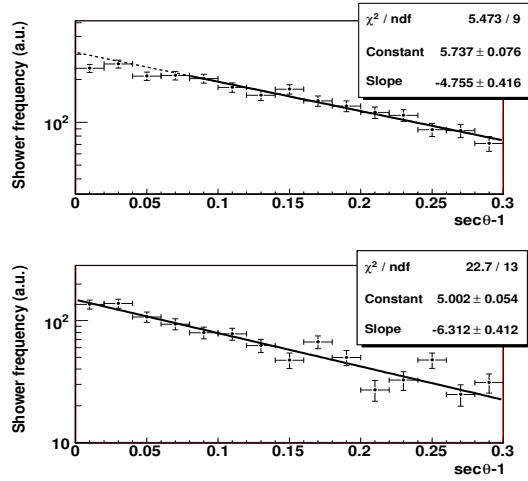 χ² / ndf 5.473 / 9
Constant 5.737 ± 0.076
Slope -4.755 ± 0.416
Shower frequency (a.u.)
10²
0 0.05 0.1 0.15 0.2 0.25 0.3
secθ-1
χ² / ndf 22.7 / 13
Constant 5.002 ± 0.054
Slope -6.312 ± 0.412
Shower frequency (a.u.)
10²
10
0 0.05 0.1 0.15 0.2 0.25 0.3
secθ-1